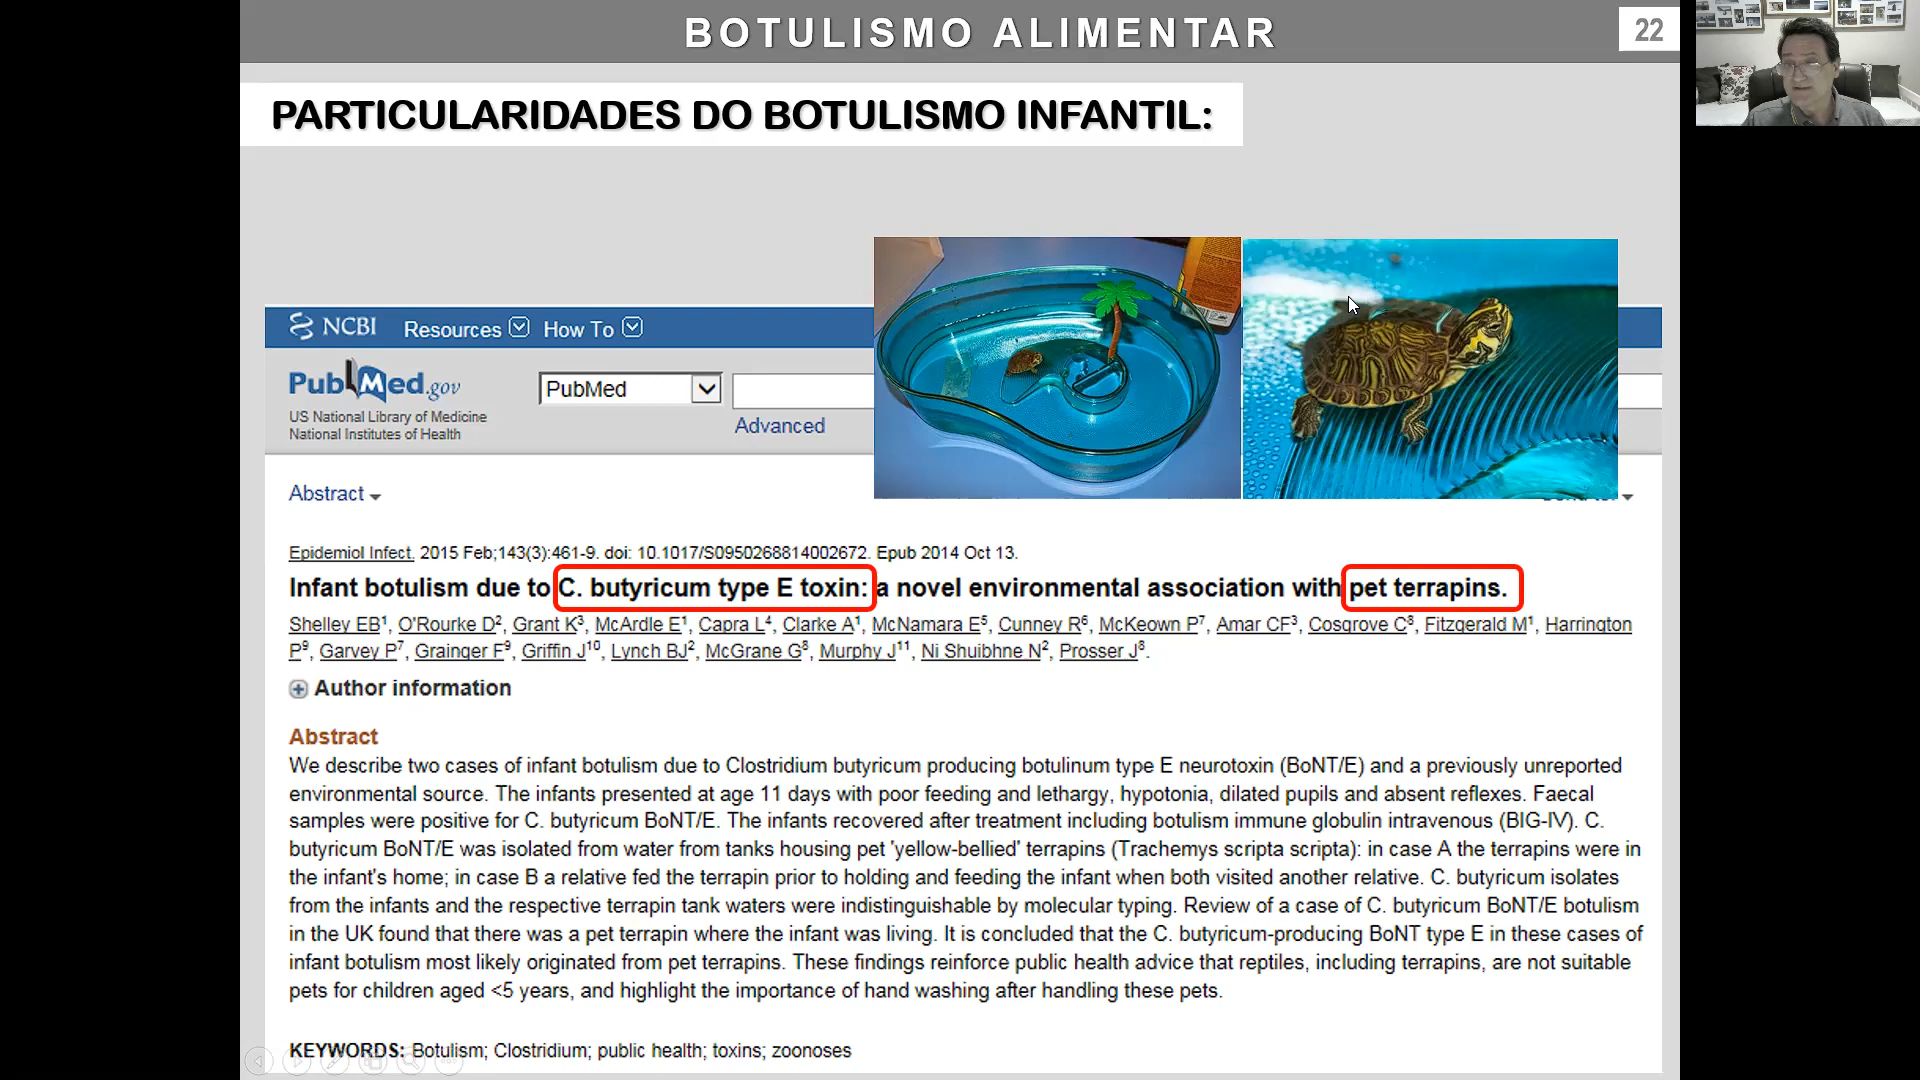 BOTULISMO ALIMENTAR
22
PARTICULARIDADES DO BOTULISMO INFANTIL:
NCBI Resources How To
PubMed.gov
US National Library of Medicine
National Institutes of Health
PubMed
Advanced
Abstract
Epidemiol Infect. 2015 Feb;143(3):461-9. doi: 10.1017/S0950268814002672. Epub 2014 Oct 13.
Infant botulism due to C. butyricum type E toxin: a novel environmental association with pet terrapins.
Shelley EB1, O'Rourke D2, Grant K3, McArdle E1, Capra L4, Clarke A1, McNamara E5, Cunney R6, McKeown P7, Amar CF3, Cosgrove C8, Fitzgerald M1, Harrington
P9, Garvey P7, Grainger F9, Griffin J10, Lynch BJ2, McGrane G8, Murphy J11, Ni Shuibhne N2, Prosser J8.
Author information
Abstract
We describe two cases of infant botulism due to Clostridium butyricum producing botulinum type E neurotoxin (BoNT/E) and a previously unreported
environmental source. The infants presented at age 11 days with poor feeding and lethargy, hypotonia, dilated pupils and absent reflexes. Faecal
samples were positive for C. butyricum BoNT/E. The infants recovered after treatment including botulism immune globulin intravenous (BIG-IV). C.
butyricum BoNT/E was isolated from water from tanks housing pet 'yellow-bellied' terrapins (Trachemys scripta scripta): in case A the terrapins were in
the infant's home; in case B a relative fed the terrapin prior to holding and feeding the infant when both visited another relative. C. butyricum isolates
from the infants and the respective terrapin tank waters were indistinguishable by molecular typing. Review of a case of C. butyricum BoNT/E botulism
in the UK found that there was a pet terrapin where the infant was living. It is concluded that the C. butyricum-producing BoNT type E in these cases of
infant botulism most likely originated from pet terrapins. These findings reinforce public health advice that reptiles, including terrapins, are not suitable
pets for children aged <5 years, and highlight the importance of hand washing after handling these pets.
KEYWORDS: Botulism; Clostridium; public health; toxins; zoonoses